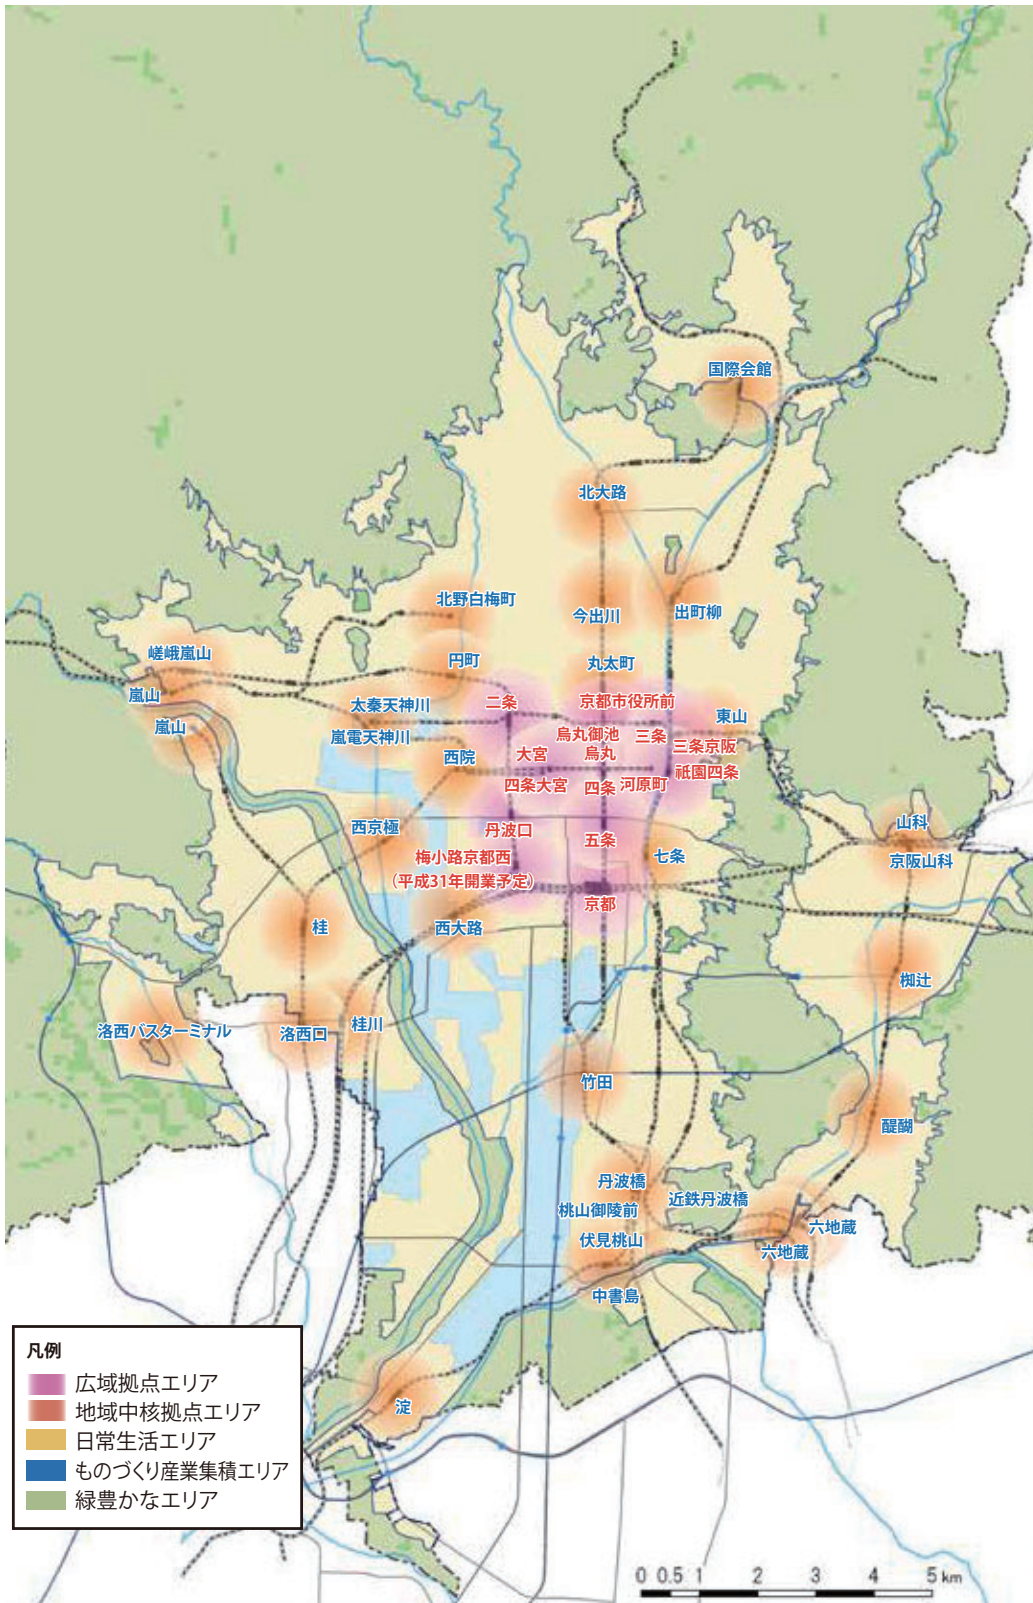 国際会館
北大路
北野白梅町
今出川
出町柳
嵯峨嵐山
円町
丸太町
嵐山
太秦天神川
二条
京都市役所前
東山
嵐山
嵐電天神川
烏丸御池
三条
三条京阪
西院
大宮
烏丸
祇園四条
四条大宮
四条
河原町
西京極
丹波口
五条
七条
山科
梅小路京都西
(平成31年開業予定)
京阪山科
京都
桂
西大路
椥辻
洛西バスターミナル
洛西口
桂川
竹田
醍醐
丹波橋
近鉄丹波橋
桃山御陵前
六地蔵
伏見桃山
六地蔵
中書島
淀
凡例
広域拠点エリア
地域中核拠点エリア
日常生活エリア
ものづくり産業集積エリア
緑豊かなエリア
0 0.5 1 2 3 4 5 km